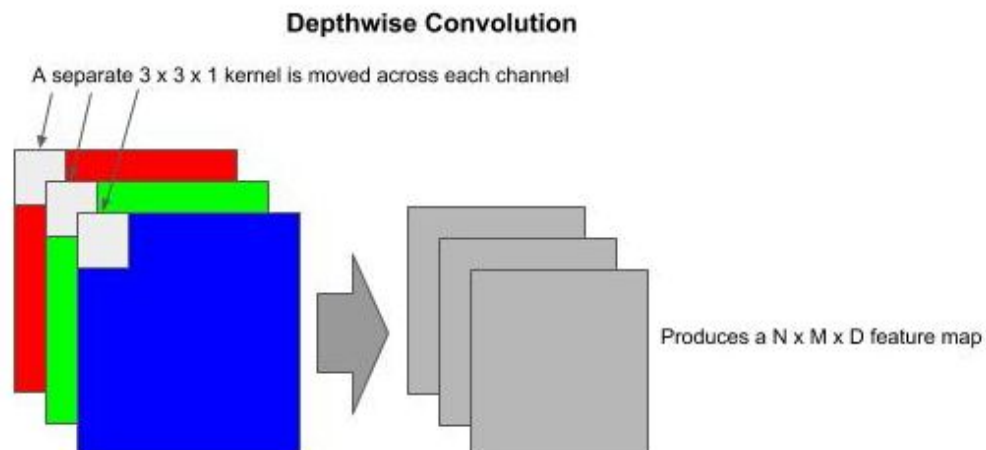 Depthwise Convolution
A separate 3 x 3 x 1 kernel is moved across each channel
Produces a N x M x D feature map